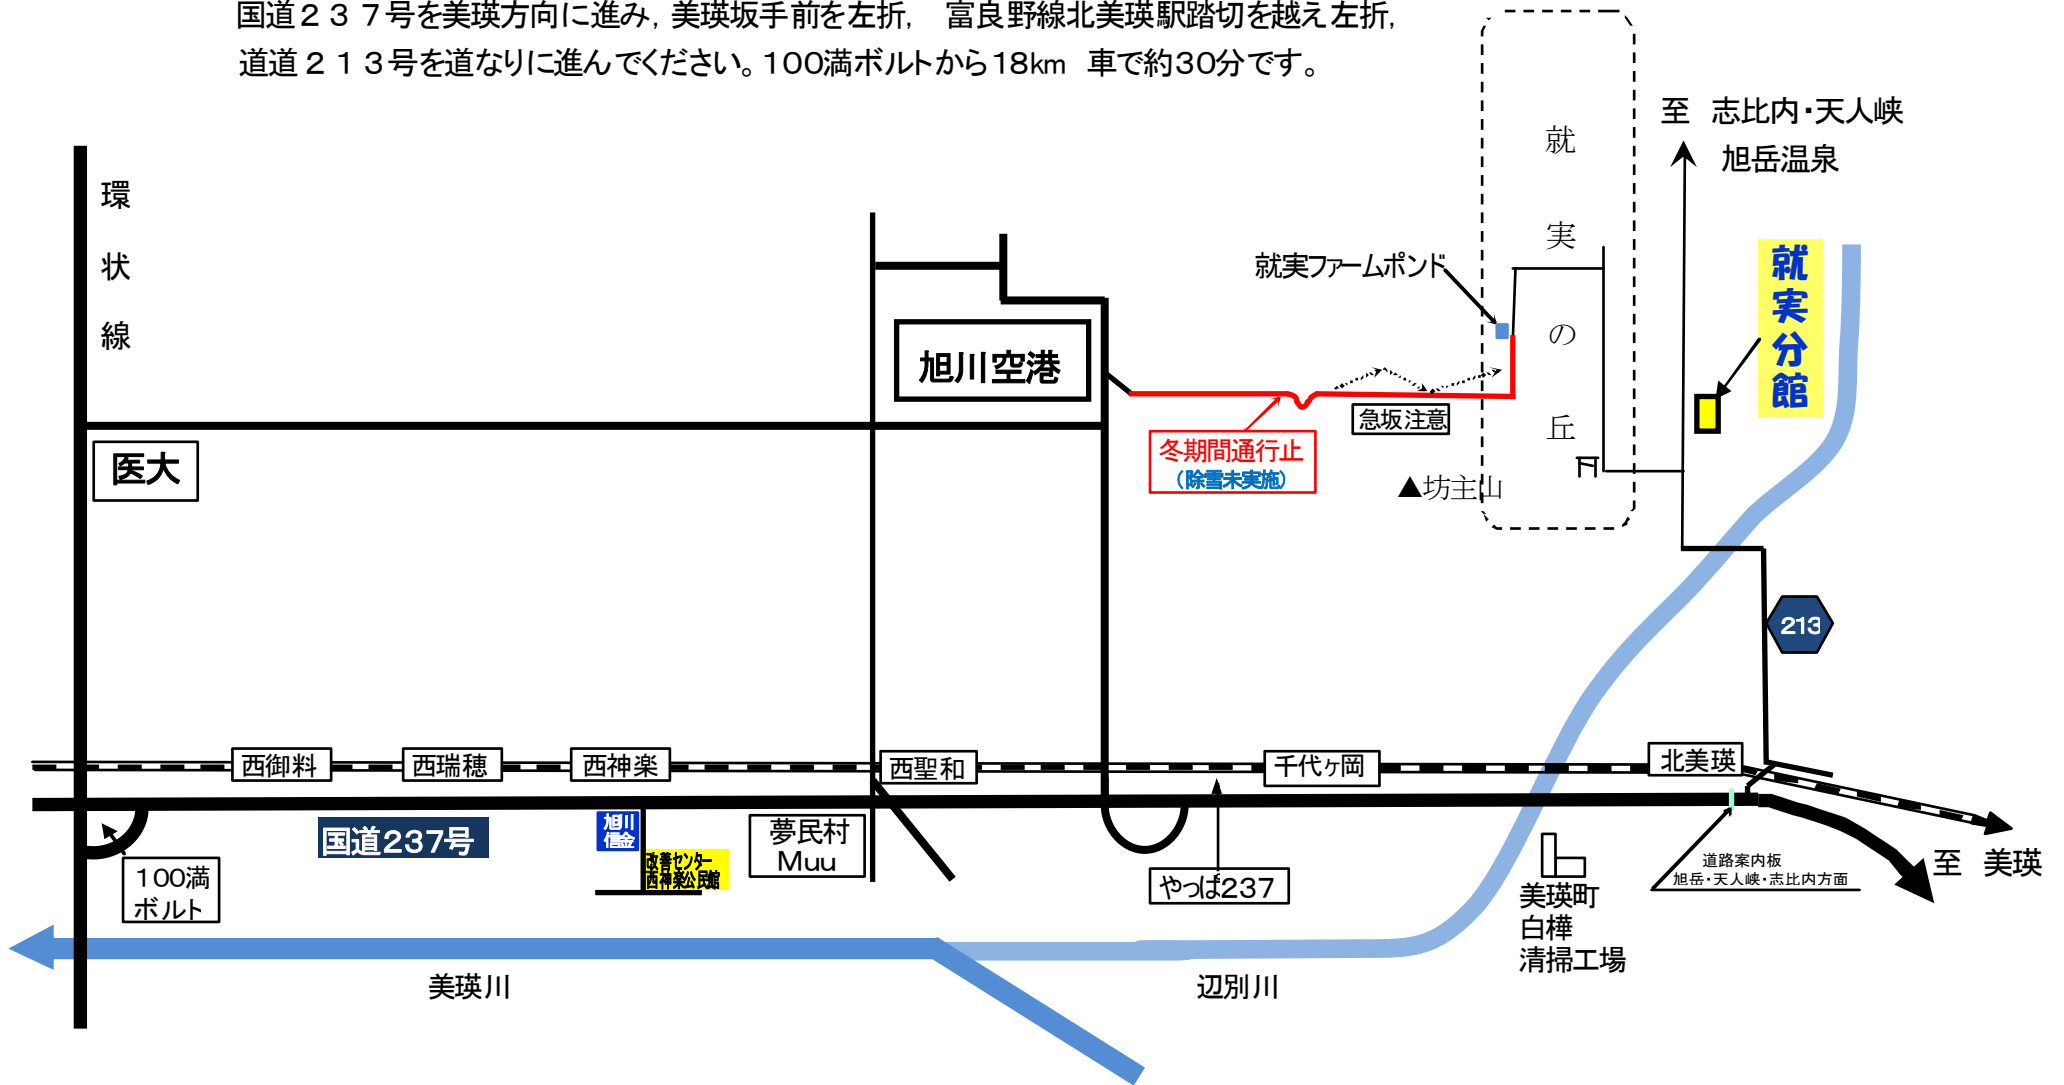 国道237号を美瑛方向に進み，美瑛坂手前を左折，　富良野線北美瑛駅踏切を越え左折，
道道213号を道なりに進んでください。100満ボルトから18km　車で約30分です。
至　志比内・天人峡
旭岳温泉
環状線
就実の丘
就実分館
就実ファームポンド
旭川空港
急坂注意
冬期間通行止
（除雪未実施）
医大
▲坊主山
213
西御料
西瑞穂
西神楽
西聖和
千代ヶ岡
北美瑛
国道237号
旭川
信金
改善センター
西神楽公民館
夢民村
Muu
100満
ボルト
やっぱ237
道路案内板
旭岳・天人峡・志比内方面
至　美瑛
美瑛町
白樺
清掃工場
美瑛川
辺別川